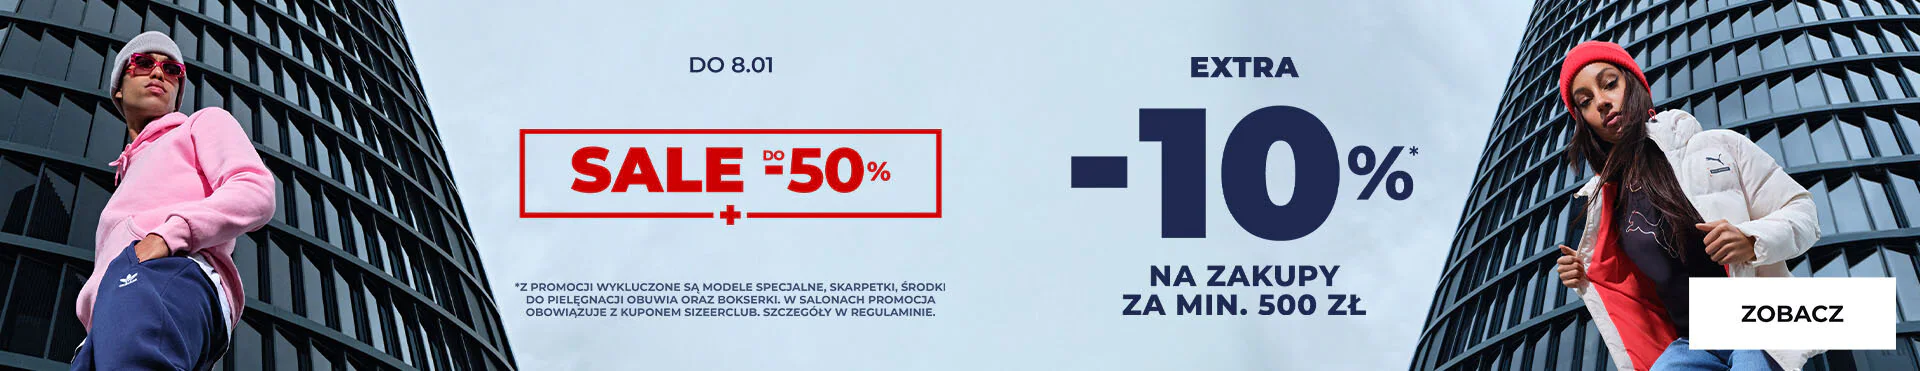 DO 8.01
SALE DO -50%
+
*Z PROMOCJI WYKLUCZONE SĄ MODELE SPECJALNE, SKARPETKI, ŚRODKI
DO PIELĘGNACJI OBUWIA ORAZ BOKSERKI. W SALONACH PROMOCJA
OBOWIĄZUJE Z KUPONEM SIZEERCLUB. SZCZEGÓŁY W REGULAMINIE.
EXTRA
-10%*
NA ZAKUPY
ZA MIN. 500 ZŁ
ZOBACZ